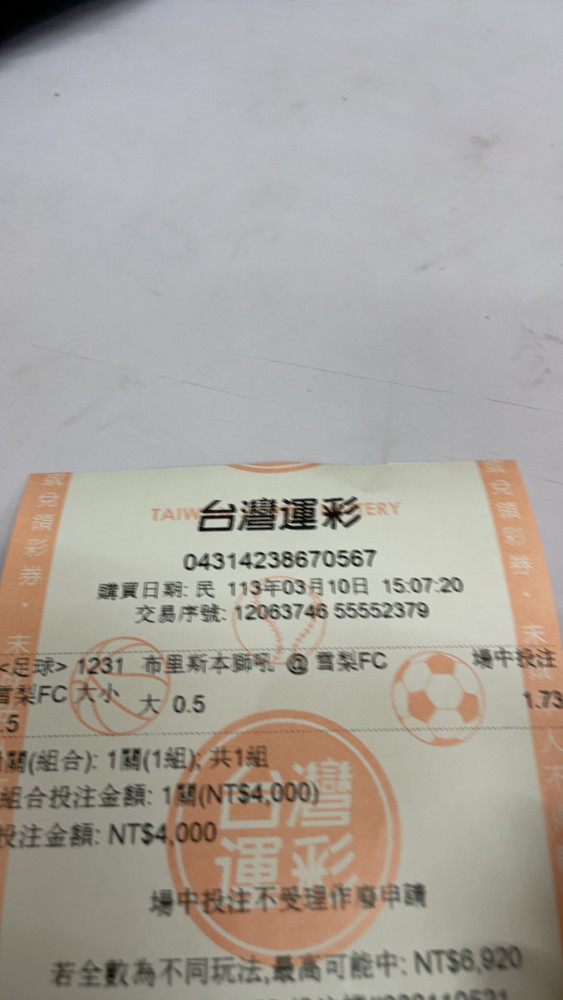 TAIW
ERY
台灣運彩
04314238670567
購買日期: 民 113年03月10日 15:07:20
交易序號: 12063746 55552379
<足球> 1231 布里斯本獅吼 @ 雪梨FC 場中投注
雪梨FC 大小 大 0.5 1.73
.5
關(組合): 1關(1組); 共1組
組合投注金額: 1關(NT$4,000)
投注金額: NT$4,000
台灣
運彩
場中投注不受理作廢申請
若全數為不同玩法,最高可能中: NT$6,920